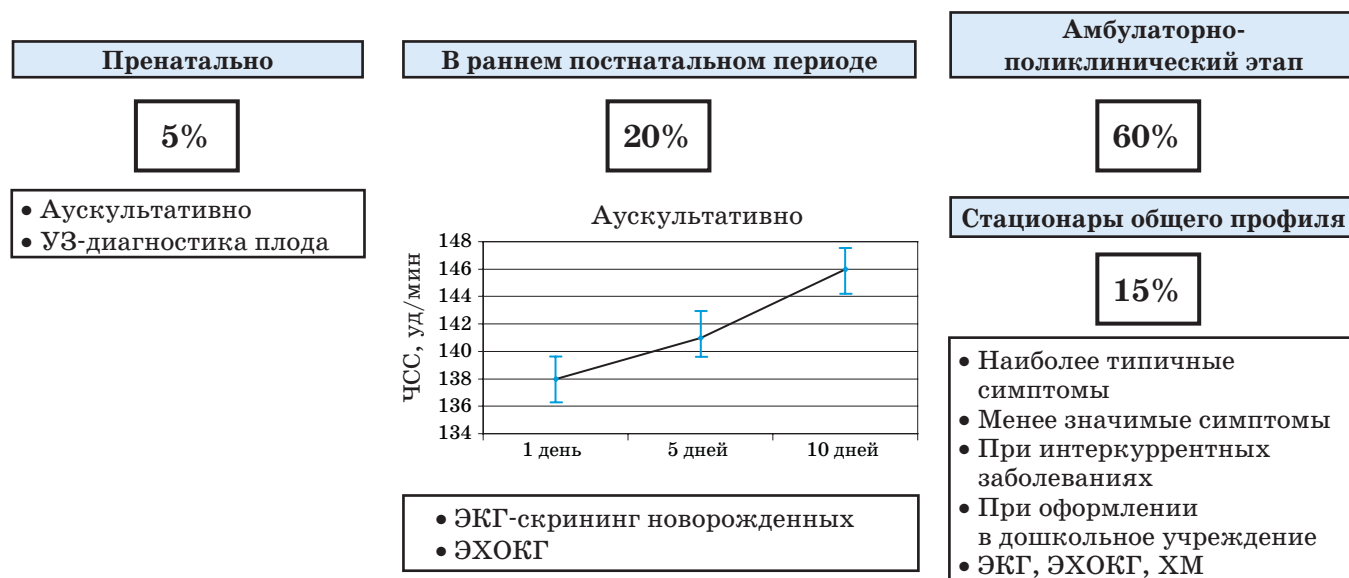 Пренатально
5%
• Аускультативно
• УЗ-диагностика плода
В раннем постнатальном периоде
20%
Аускультативно
ЧСС, уд/мин
148
146
144
142
140
138
136
134
1 день
5 дней
10 дней
• ЭКГ-скрининг новорожденных
• ЭХОКГ
Амбулаторно-
поликлинический этап
60%
Стационары общего профиля
15%
• Наиболее типичные
симптомы
• Менее значимые симптомы
• При интеркуррентных
заболеваниях
• При оформлении
в дошкольное учреждение
• ЭКГ, ЭХОКГ, ХМ